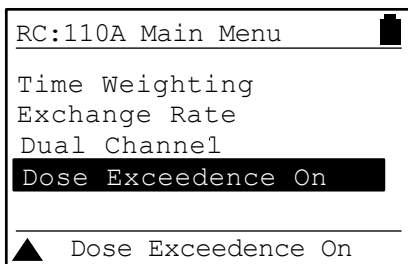 RC:110A Main Menu
Time Weighting
Exchange Rate
Dual Channel
Dose Exceedence On
Dose Exceedence On